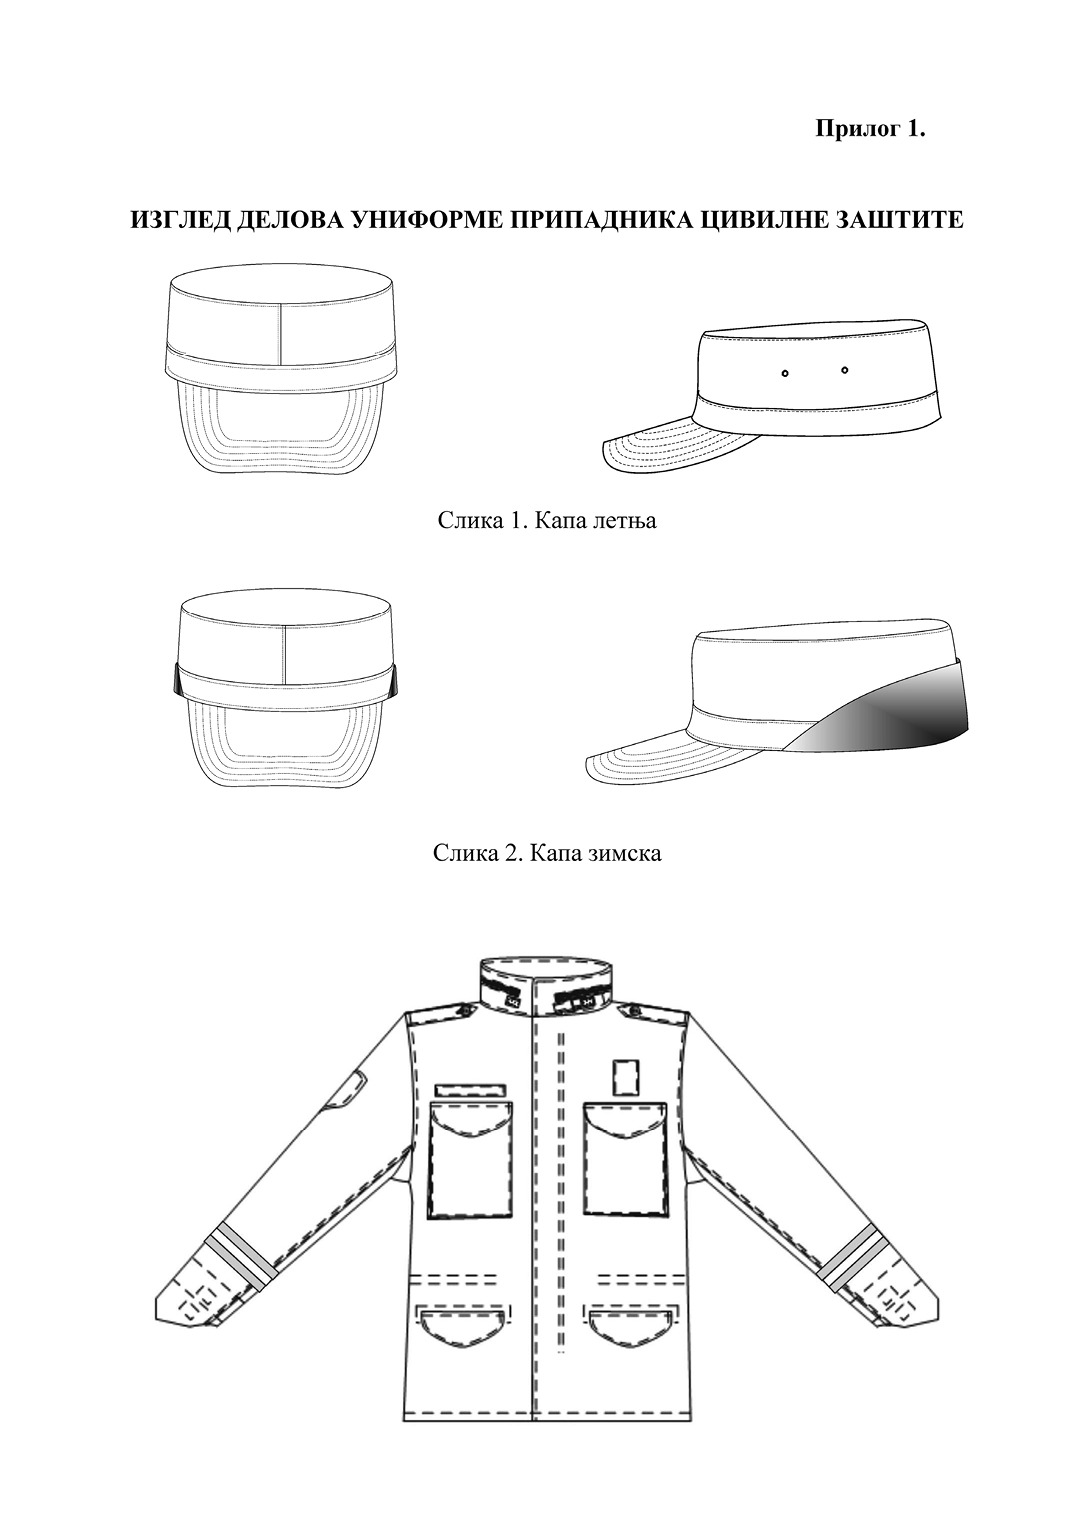 Прилог 1.
ИЗГЛЕД ДЕЛОВА УНИФОРМЕ ПРИПАДНИКА ЦИВИЛНЕ ЗАШТИТЕ
Слика 1. Капа летња
Слика 2. Капа зимска